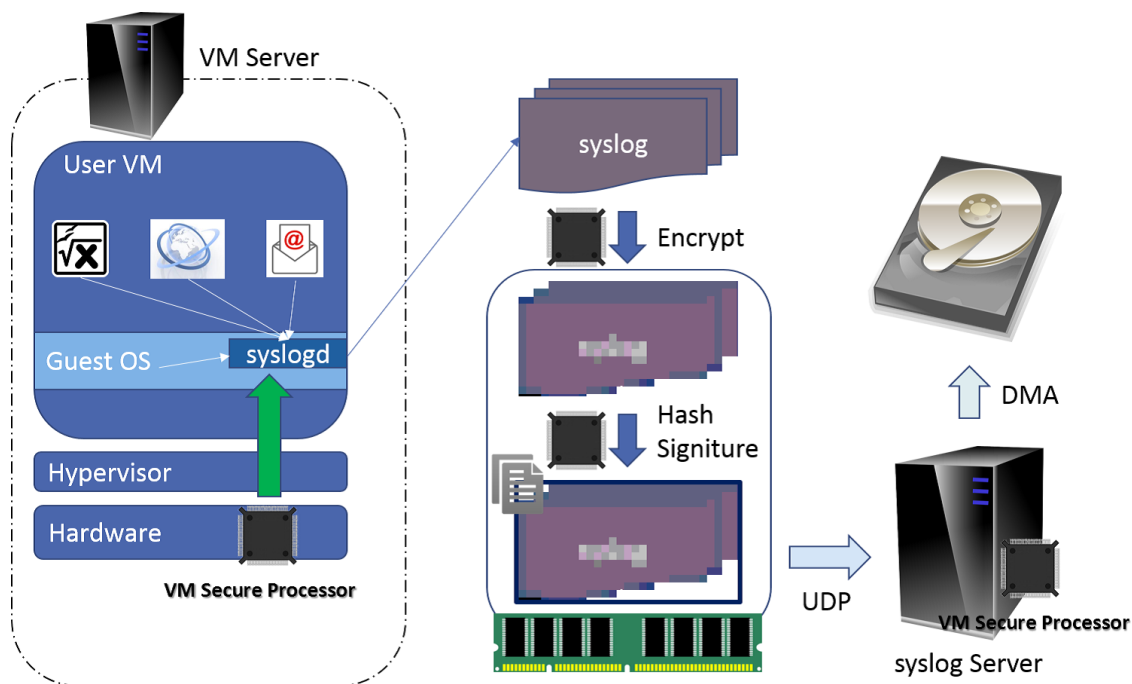 VM Server
User VM
@
Guest OS
syslogd
Hypervisor
Hardware
VM Secure Processor
syslog
Encrypt
Hash
Signiture
UDP
DMA
VM Secure Processor
syslog Server